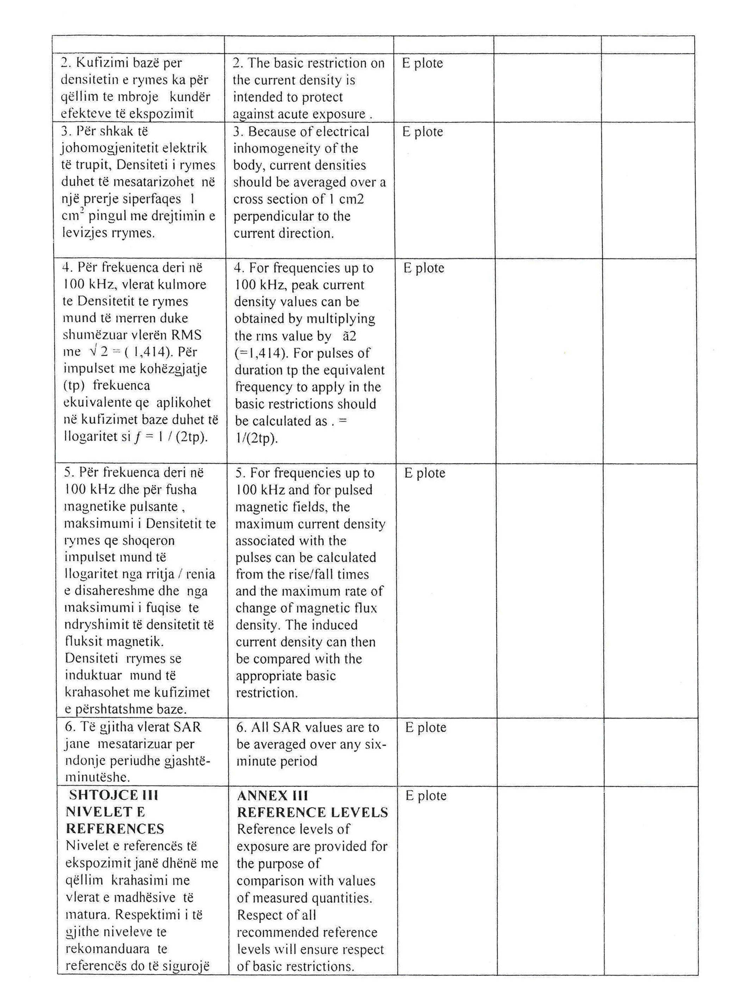 2. Kufizimi bazë per
densitetin e rymes ka për
qëllim te mbroje kundër
efekteve të ekspozimit
2. The basic restriction on
the current density is
intended to protect
against acute exposure .
E plote
3. Për shkak të
johomogjenitetit elektrik
të trupit, Densiteti i rymes
duhet të mesatarizohet në
një prerje siperfaqes 1
cm² pingul me drejtimin e
levizjes rrymes.
3. Because of electrical
inhomogeneity of the
body, current densities
should be averaged over a
cross section of 1 cm2
perpendicular to the
current direction.
E plote
4. Për frekuenca deri në
100 kHz, vlerat kulmore
te Densitetit te rymes
mund të merren duke
shumëzuar vlerën RMS
me √ 2 = ( 1,414). Për
impulset me kohëzgjatje
(tp) frekuenca
ekuivalente qe aplikohet
në kufizimet baze duhet të
llogaritet si f = 1 / (2tp).
4. For frequencies up to
100 kHz, peak current
density values can be
obtained by multiplying
the rms value by ã2
(=1,414). For pulses of
duration tp the equivalent
frequency to apply in the
basic restrictions should
be calculated as . =
1/(2tp).
E plote
5. Për frekuenca deri në
100 kHz dhe për fusha
magnetike pulsante ,
maksimumi i Densitetit te
rymes qe shoqeron
impulset mund të
llogaritet nga rritja / renia
e disahereshme dhe nga
maksimumi i fuqise te
ndryshimit të densitetit të
fluksit magnetik.
Densiteti rrymes se
induktuar mund të
krahasohet me kufizimet
e përshtatshme baze.
5. For frequencies up to
100 kHz and for pulsed
magnetic fields, the
maximum current density
associated with the
pulses can be calculated
from the rise/fall times
and the maximum rate of
change of magnetic flux
density. The induced
current density can then
be compared with the
appropriate basic
restriction.
E plote
6. Të gjitha vlerat SAR
jane mesatarizuar per
ndonje periudhe gjashtë-
minutëshe.
6. All SAR values are to
be averaged over any six-
minute period
E plote
SHTOJCE III
NIVELET E
REFERENCES
Nivelet e referencës të
ekspozimit janë dhënë me
qëllim krahasimi me
vlerat e madhësive të
matura. Respektimi i të
gjithe niveleve te
rekomanduara te
referencës do të sigurojë
ANNEX III
REFERENCE LEVELS
Reference levels of
exposure are provided for
the purpose of
comparison with values
of measured quantities.
Respect of all
recommended reference
levels will ensure respect
of basic restrictions.
E plote